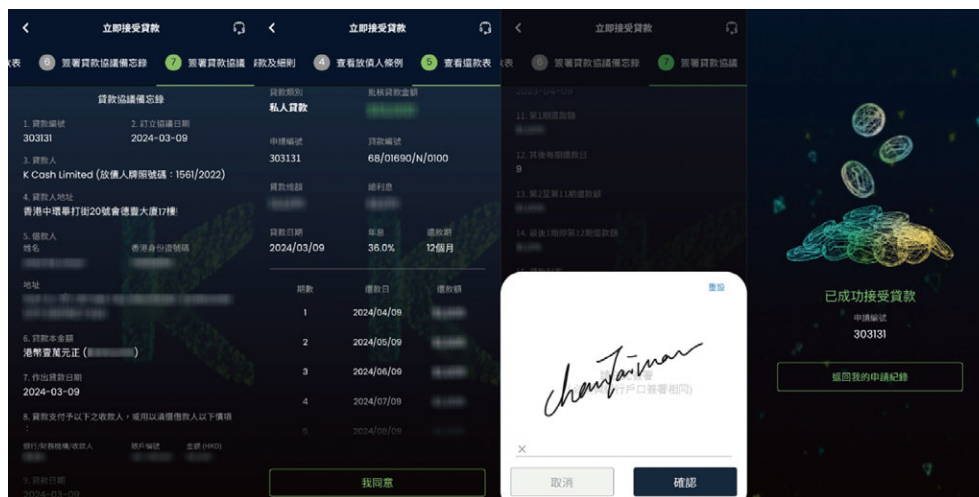 立即接受貸款
款表
6 簽署貸款協議備忘錄
7 簽署貸款協議
貸款協議備忘錄
1. 貸款編號
303131
2. 訂立協議日期
2024-03-09
3. 貸款人
K Cash Limited (放債人牌照號碼：1561/2022)
4. 貸款人地址
香港中環畢打街20號會德豐大廈17樓
5. 借款人
姓名
香港身份證號碼
地址
6. 貸款本金額
港幣壹萬元正 (
)
7. 作出貸款日期
2024-03-09
8. 貸款支付予以下之收款人，或用以清還借款人以下債項
:
銀行/財務機構/收款人
賬戶編號
金額 (HKD)
9. 貸款日期
2024-03-09
立即接受貸款
條款及細則
4 查看放債人條例
5 查看還款表
貸款類別
私人貸款
批核貸款金額
申請編號
303131
貸款編號
68/01690/N/0100
貸款總額
總利息
貸款日期
2024/03/09
年息
36.0%
還款期
12個月
期數
還款日
還款額
1
2024/04/09
2
2024/05/09
3
2024/06/09
4
2024/07/09
5
2024/08/09
我同意
立即接受貸款
款表
6 簽署貸款協議備忘錄
7 簽署貸款協議
2023-04-09
11. 第1期還款額
12. 其後每期還款日
9
13. 第2至第11期還款額
14. 最後1期即第12期還款額
重設
ChanTaiman
行戶口簽署相同)
×
取消
確認
已成功接受貸款
申請編號
303131
返回我的申請紀錄